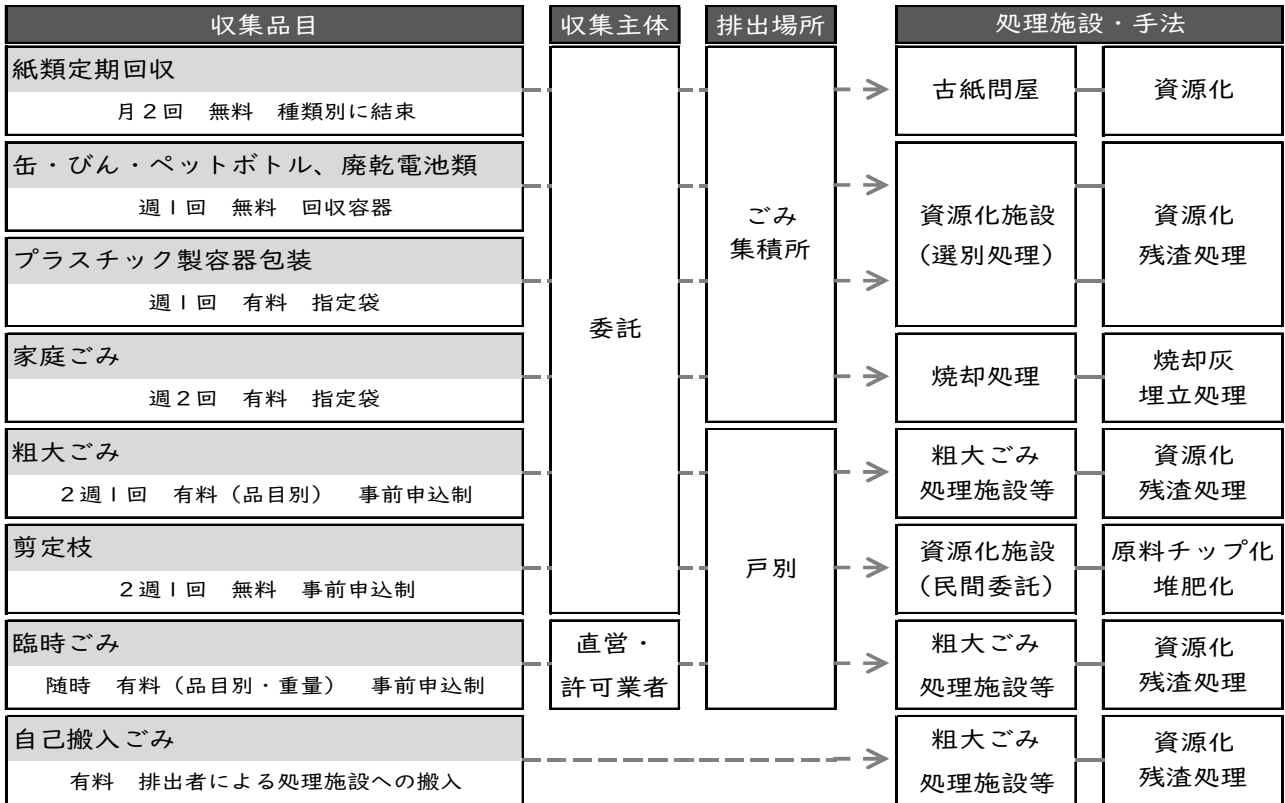 収集品目
収集主体
排出場所
処理施設・手法
紙類定期回収
月2回 無料 種類別に結束
古紙問屋
資源化
缶・びん・ペットボトル、廃乾電池類
週1回 無料 回収容器
プラスチック製容器包装
週1回 有料 指定袋
委託
ごみ
集積所
資源化施設
(選別処理)
資源化
残渣処理
家庭ごみ
週2回 有料 指定袋
焼却処理
焼却灰
埋立処理
粗大ごみ
2週1回 有料(品目別) 事前申込制
戸別
粗大ごみ
処理施設等
資源化
残渣処理
剪定枝
2週1回 無料 事前申込制
資源化施設
(民間委託)
原料チップ化
堆肥化
臨時ごみ
随時 有料(品目別・重量) 事前申込制
直営・
許可業者
粗大ごみ
処理施設等
資源化
残渣処理
自己搬入ごみ
有料 排出者による処理施設への搬入
粗大ごみ
処理施設等
資源化
残渣処理